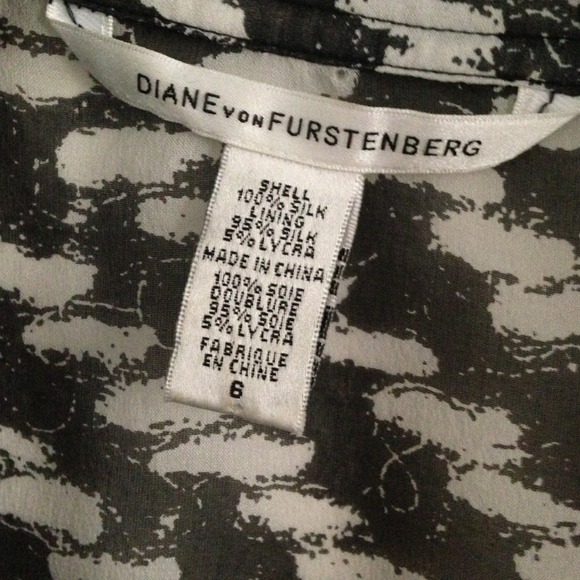 DIANE VON FURSTENBERG
SHELL
100% SILK
LINING
95% SILK
5% LYCRA
MADE IN CHINA
100% SOIE
DOUBLURE
95% SOIE
5% LYCRA
FABRIQUE
EN CHINE
6